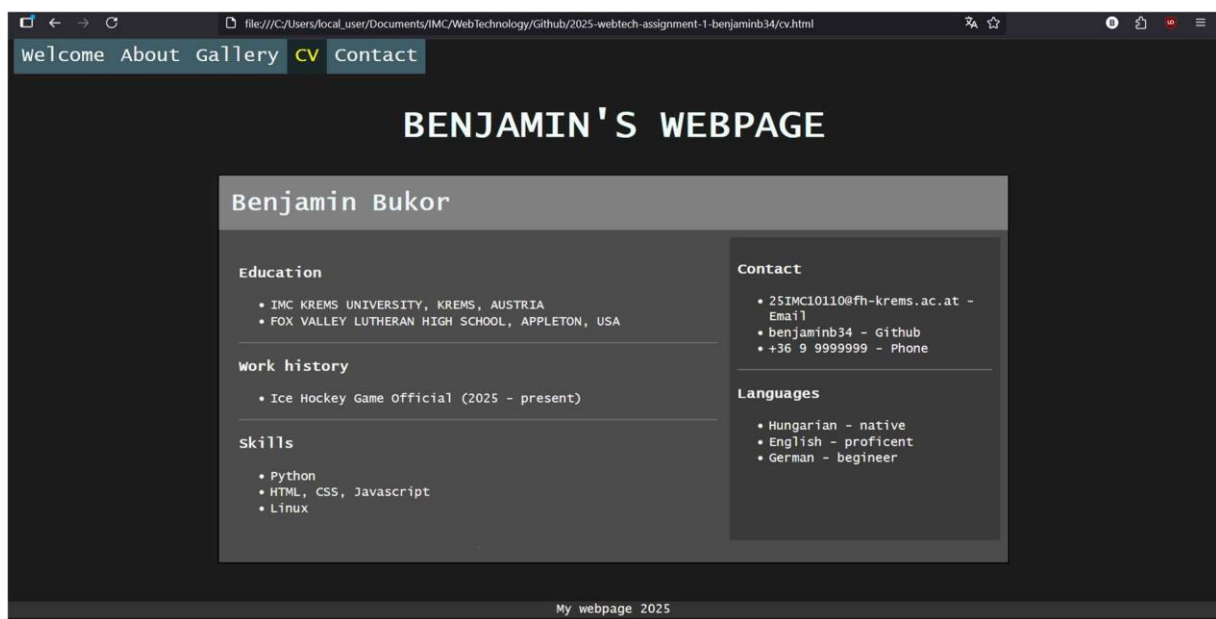 file:///C:/Users/local_user/Documents/IMC/WebTechnology/Github/2025-webtech-assignment-1-benjaminb34/cv.html
Welcome About Gallery CV Contact
BENJAMIN'S WEBPAGE
Benjamin Bukor
Education
• IMC KREMS UNIVERSITY, KREMS, AUSTRIA
• FOX VALLEY LUTHERAN HIGH SCHOOL, APPLETON, USA
Work history
• Ice Hockey Game Official (2025 - present)
Skills
• Python
• HTML, CSS, Javascript
• Linux
Contact
• 25IMC10110@fh-krems.ac.at -
Email
• benjaminb34 - Github
• +36 9 9999999 - Phone
Languages
• Hungarian - native
• English - proficent
• German - begineer
My webpage 2025